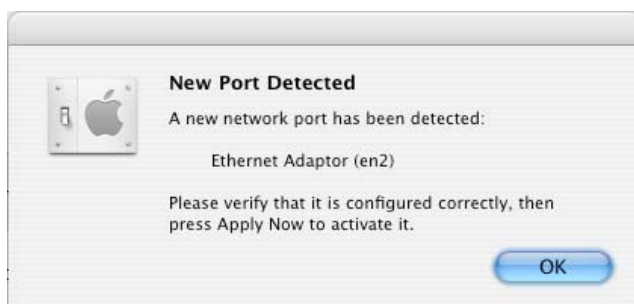 New Port Detected
A new network port has been detected:
Ethernet Adaptor (en2)
Please verify that it is configured correctly, then
press Apply Now to activate it.
OK